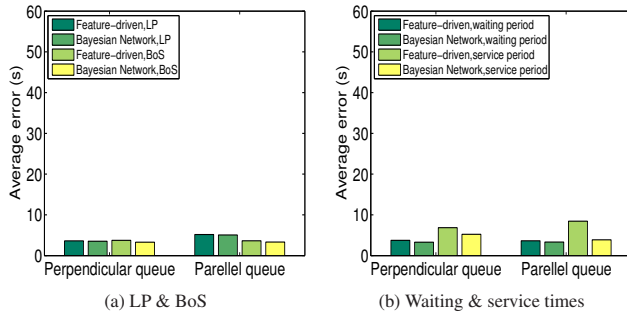 60
50
40
30
20
10
0
Average error (s)
Feature-driven,LP
Bayesian Network,LP
Feature-driven,BoS
Bayesian Network,BoS
Perpendicular queue
Parellel queue
(a) LP & BoS
60
50
40
30
20
10
0
Average error (s)
Feature-driven,waiting period
Bayesian Network,waiting period
Feature-driven,service period
Bayesian Network,service period
Perpendicular queue
Parellel queue
(b) Waiting & service times